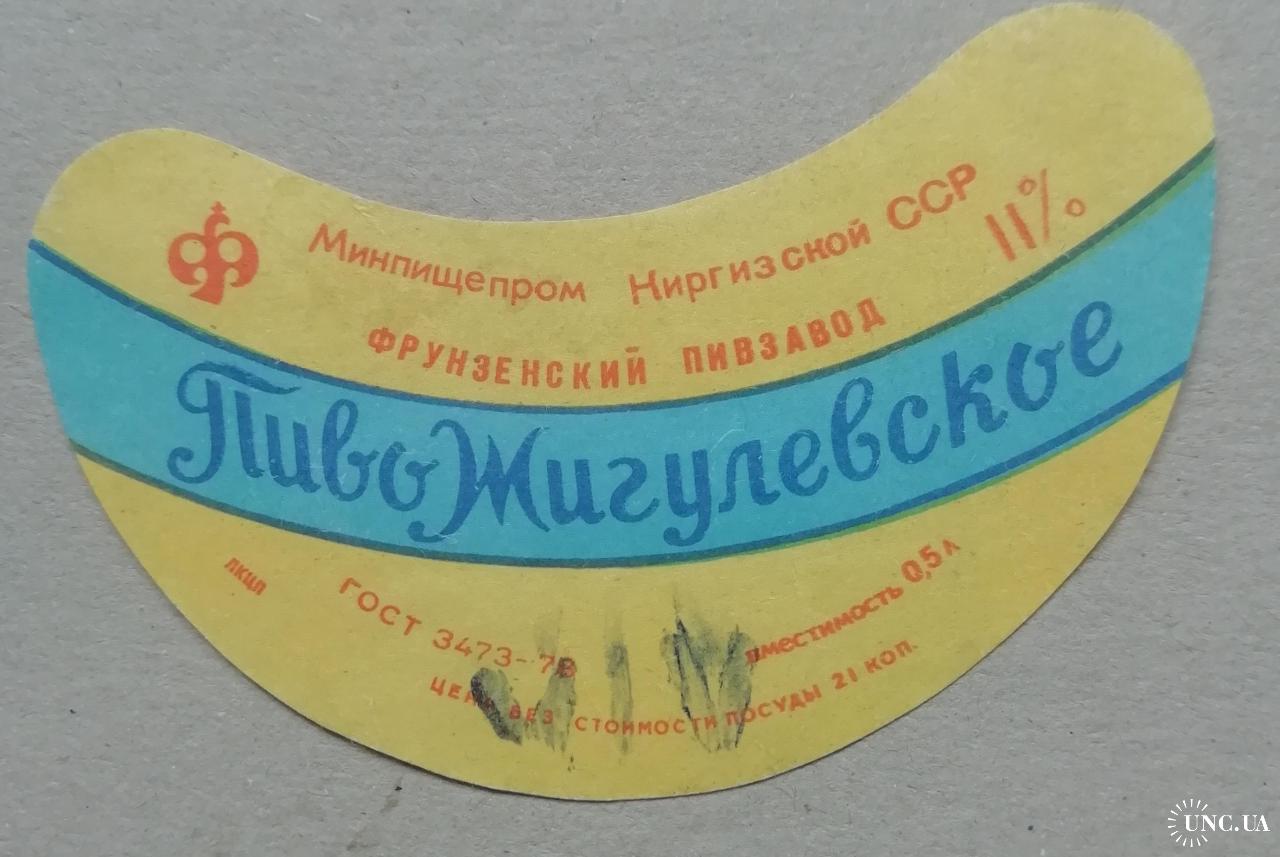 Минпищепром Киргизской ССР
11%
ФРУНЗЕНСКИЙ ПИВЗАВОД
Пиво Жигулевское
ЛКЦЛ
ГОСТ 3473-78
вместимость 0,5 л
ЦЕНА БЕЗ СТОИМОСТИ ПОСУДЫ 21 КОП.
UNC.UA